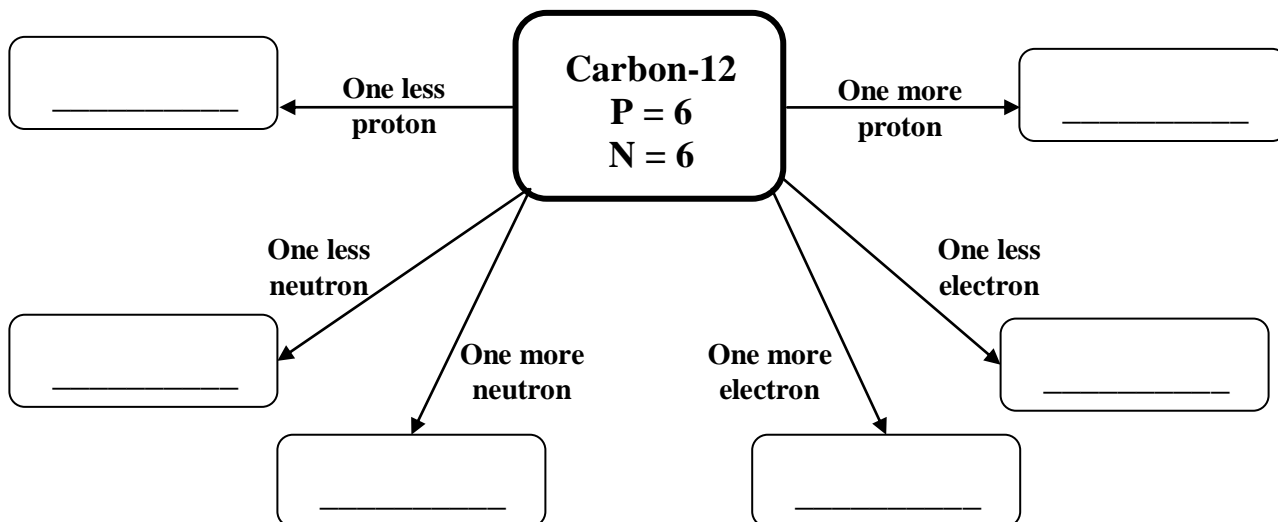 Carbon-12
P = 6
N = 6
One less
proton
One more
proton
One less
neutron
One less
electron
One more
neutron
One more
electron